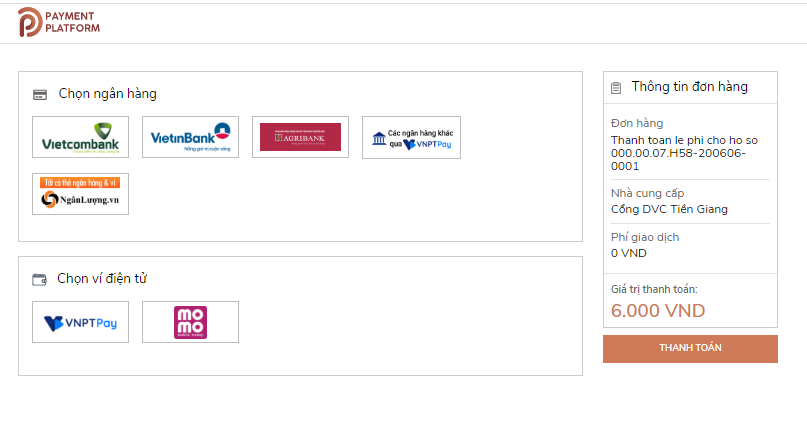 PAYMENT
PLATFORM
Chọn ngân hàng
Vietcombank
VietinBank
Nâng giá trị cuộc sống
AGRIBANK
Các ngân hàng khác
qua VNPTPay
Tất cả thẻ ngân hàng & ví
NgânLượng.vn
Chọn ví điện tử
VNPTPay
mo
mo
Thông tin đơn hàng
Đơn hàng
Thanh toan le phi cho ho so
000.00.07.H58-200606-
0001
Nhà cung cấp
Cổng DVC Tiền Giang
Phí giao dịch
0 VND
Giá trị thanh toán:
6.000 VND
THANH TOÁN